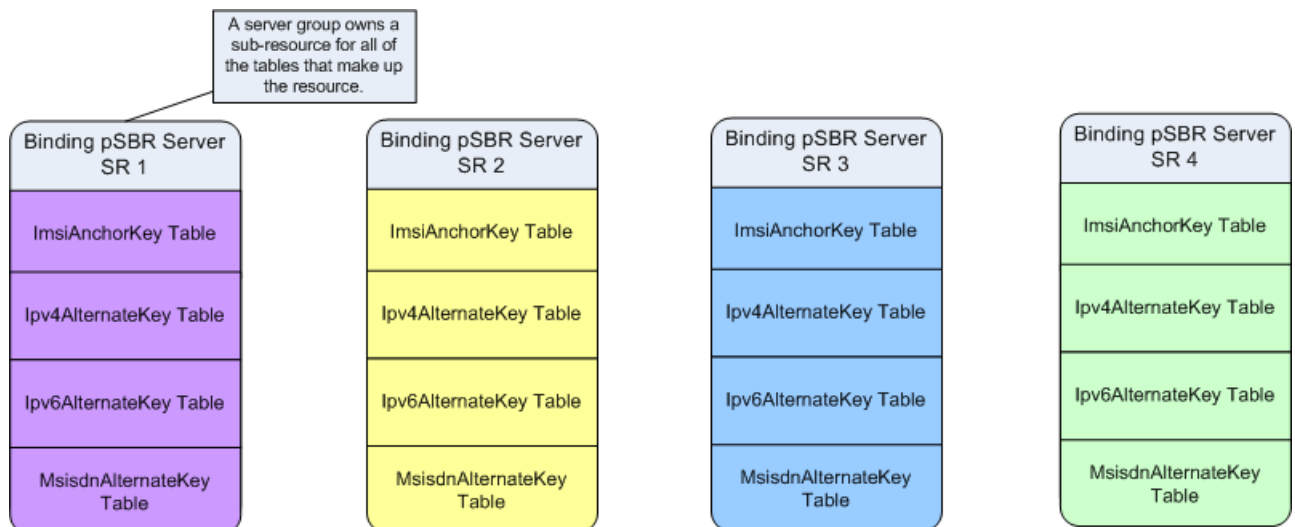 A server group owns a
sub-resource for all of
the tables that make up
the resource.
Binding pSBR Server
SR 1
ImsiAnchorKey Table
Ipv4AlternateKey Table
Ipv6AlternateKey Table
MsisdnAlternateKey
Table
Binding pSBR Server
SR 2
ImsiAnchorKey Table
Ipv4AlternateKey Table
Ipv6AlternateKey Table
MsisdnAlternateKey
Table
Binding pSBR Server
SR 3
ImsiAnchorKey Table
Ipv4AlternateKey Table
Ipv6AlternateKey Table
MsisdnAlternateKey
Table
Binding pSBR Server
SR 4
ImsiAnchorKey Table
Ipv4AlternateKey Table
Ipv6AlternateKey Table
MsisdnAlternateKey
Table